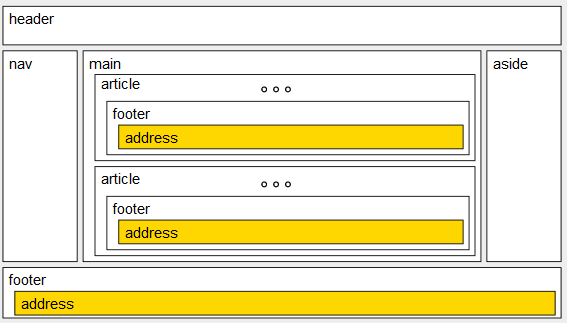 header
nav
main
aside
article
footer
address
article
footer
address
footer
address